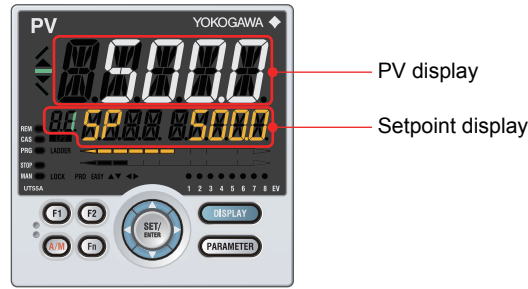 PV YOKOGAWA
500.0
PV display
SP 500.0
Setpoint display
REM
CAS
PRG LADDER
STOP
MAN LOCK PRO EASY
UT55A 1 2 3 4 5 6 7 8 EV
F1 F2 DISPLAY
SET/
ENTER
A/M Fn PARAMETER